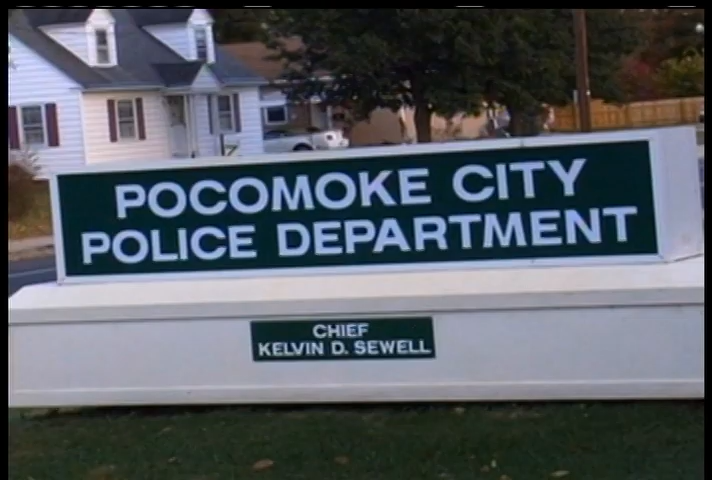 POCOMOKE CITY
POLICE DEPARTMENT
CHIEF
KELVIN D. SEWELL